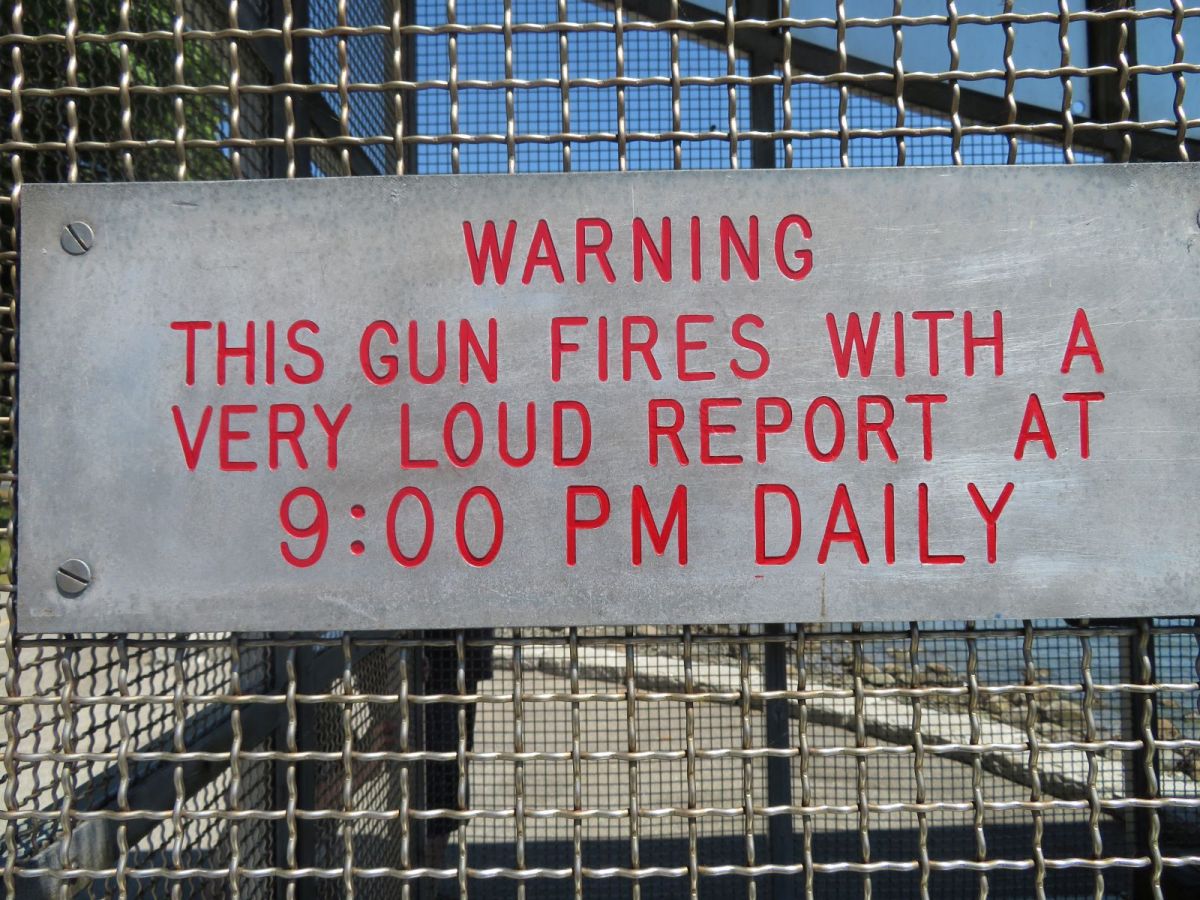 WARNING
THIS GUN FIRES WITH A
VERY LOUD REPORT AT
9:00 PM DAILY